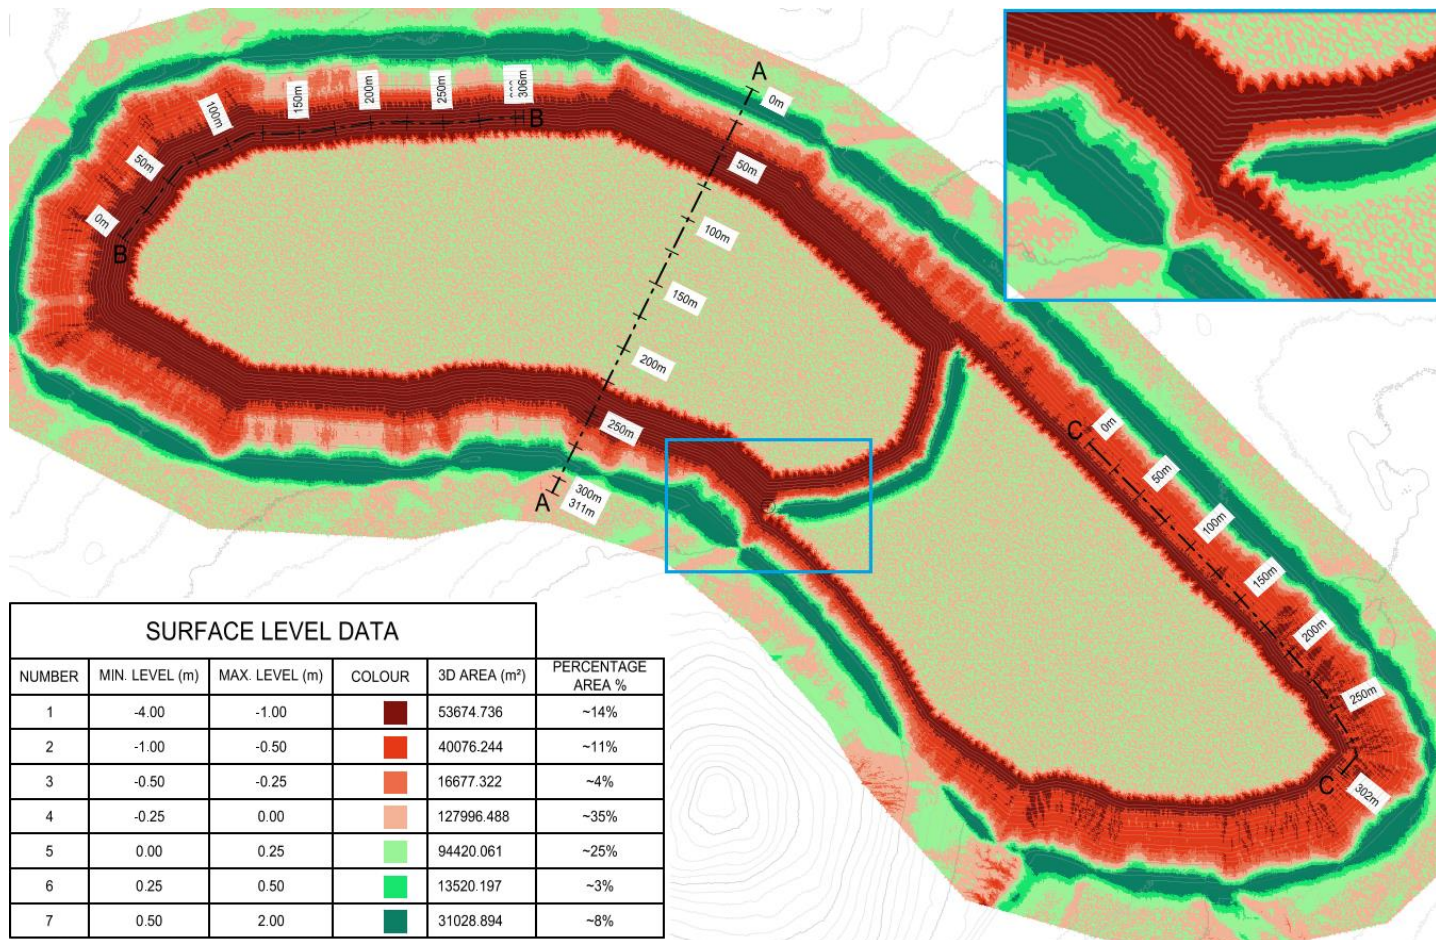 A
0m
50m
100m
150m
200m
250m
300m
311m
A
B
0m
50m
100m
150m
200m
250m
306m
B
C
0m
50m
100m
150m
200m
250m
302m
C
SURFACE LEVEL DATA
NUMBER MIN. LEVEL (m) MAX. LEVEL (m) COLOUR 3D AREA (m²) PERCENTAGE
AREA %
1 -4.00 -1.00 53674.736 ~14%
2 -1.00 -0.50 40076.244 ~11%
3 -0.50 -0.25 16677.322 ~4%
4 -0.25 0.00 127996.488 ~35%
5 0.00 0.25 94420.061 ~25%
6 0.25 0.50 13520.197 ~3%
7 0.50 2.00 31028.894 ~8%